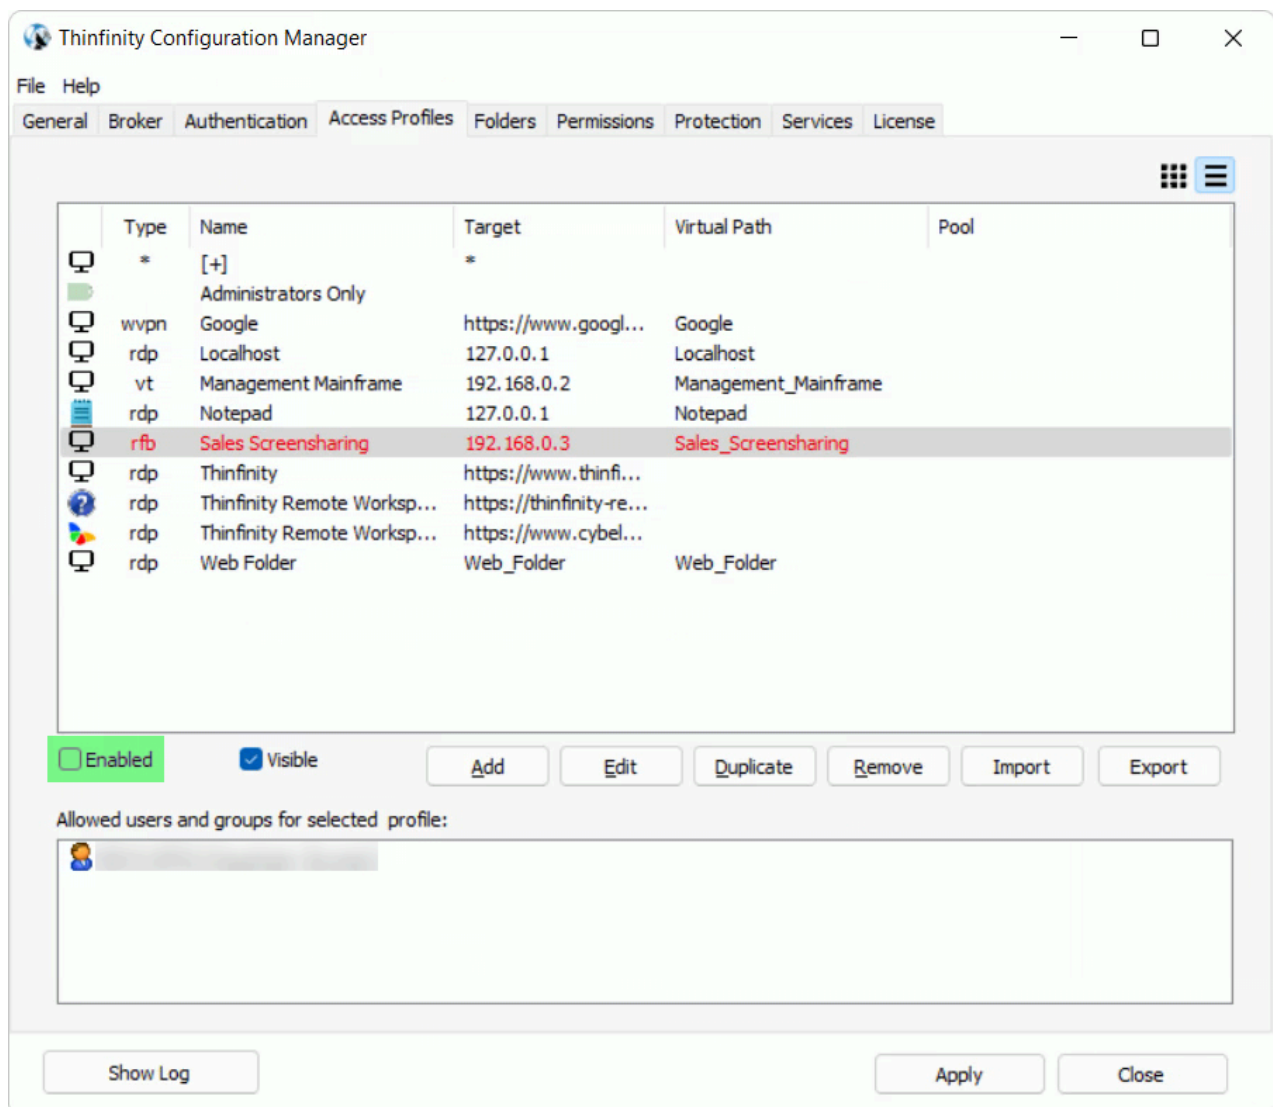 Thinfinity Configuration Manager
File Help
General Broker Authentication Access Profiles Folders Permissions Protection Services License
Type Name Target Virtual Path Pool
* [+] *
Administrators Only
wvpn Google https://www.googl... Google
rdp Localhost 127.0.0.1 Localhost
vt Management Mainframe 192.168.0.2 Management_Mainframe
rdp Notepad 127.0.0.1 Notepad
rfb Sales Screensharing 192.168.0.3 Sales_Screensharing
rdp Thinfinity https://www.thinfi...
rdp Thinfinity Remote Worksp... https://thinfinity-re...
rdp Thinfinity Remote Worksp... https://www.cybel...
rdp Web Folder Web_Folder Web_Folder
Enabled Visible Add Edit Duplicate Remove Import Export
Allowed users and groups for selected profile:
Show Log Apply Close